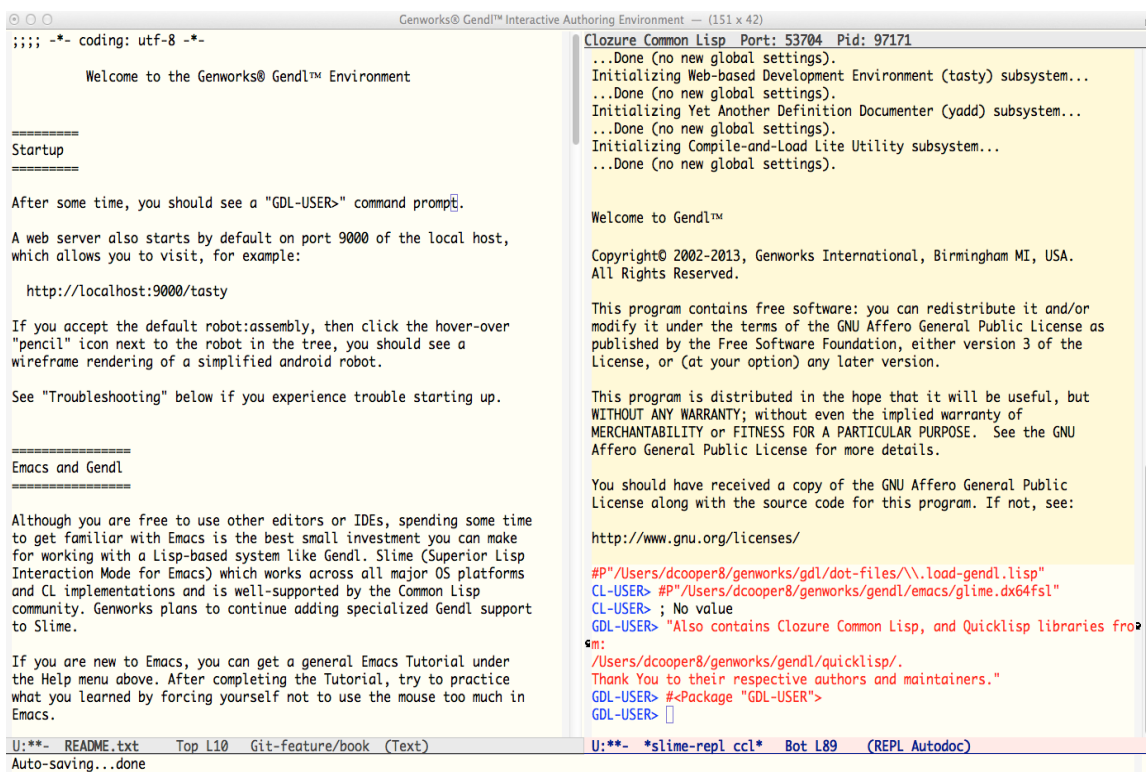 Genworks® Gendl™ Interactive Authoring Environment — (151 x 42)
;;;; -*- coding: utf-8 -*-
Welcome to the Genworks® Gendl™ Environment
=========
Startup
=========
After some time, you should see a "GDL-USER>" command prompt.
A web server also starts by default on port 9000 of the local host,
which allows you to visit, for example:
http://localhost:9000/tasty
If you accept the default robot:assembly, then click the hover-over
"pencil" icon next to the robot in the tree, you should see a
wireframe rendering of a simplified android robot.
See "Troubleshooting" below if you experience trouble starting up.
================
Emacs and Gendl
================
Although you are free to use other editors or IDEs, spending some time
to get familiar with Emacs is the best small investment you can make
for working with a Lisp-based system like Gendl. Slime (Superior Lisp
Interaction Mode for Emacs) which works across all major OS platforms
and CL implementations and is well-supported by the Common Lisp
community. Genworks plans to continue adding specialized Gendl support
to Slime.
If you are new to Emacs, you can get a general Emacs Tutorial under
the Help menu above. After completing the Tutorial, try to practice
what you learned by forcing yourself not to use the mouse too much in
Emacs.
U:**-  README.txt     Top L10   Git-feature/book  (Text)
Clozure Common Lisp  Port: 53704  Pid: 97171
...Done (no new global settings).
Initializing Web-based Development Environment (tasty) subsystem...
...Done (no new global settings).
Initializing Yet Another Definition Documenter (yadd) subsystem...
...Done (no new global settings).
Initializing Compile-and-Load Lite Utility subsystem...
...Done (no new global settings).
Welcome to Gendl™
Copyright© 2002-2013, Genworks International, Birmingham MI, USA.
All Rights Reserved.
This program contains free software: you can redistribute it and/or
modify it under the terms of the GNU Affero General Public License as
published by the Free Software Foundation, either version 3 of the
License, or (at your option) any later version.
This program is distributed in the hope that it will be useful, but
WITHOUT ANY WARRANTY; without even the implied warranty of
MERCHANTABILITY or FITNESS FOR A PARTICULAR PURPOSE.  See the GNU
Affero General Public License for more details.
You should have received a copy of the GNU Affero General Public
License along with the source code for this program. If not, see:
http://www.gnu.org/licenses/
#P"/Users/dcooper8/genworks/gdl/dot-files/\\.load-gendl.lisp"
CL-USER> #P"/Users/dcooper8/genworks/gendl/emacs/glime.dx64fsl"
CL-USER> ; No value
GDL-USER> "Also contains Clozure Common Lisp, and Quicklisp libraries fro
m:
/Users/dcooper8/genworks/gendl/quicklisp/.
Thank You to their respective authors and maintainers."
GDL-USER> #<Package "GDL-USER">
GDL-USER>
U:**-  *slime-repl ccl*   Bot L89    (REPL Autodoc)
Auto-saving...done